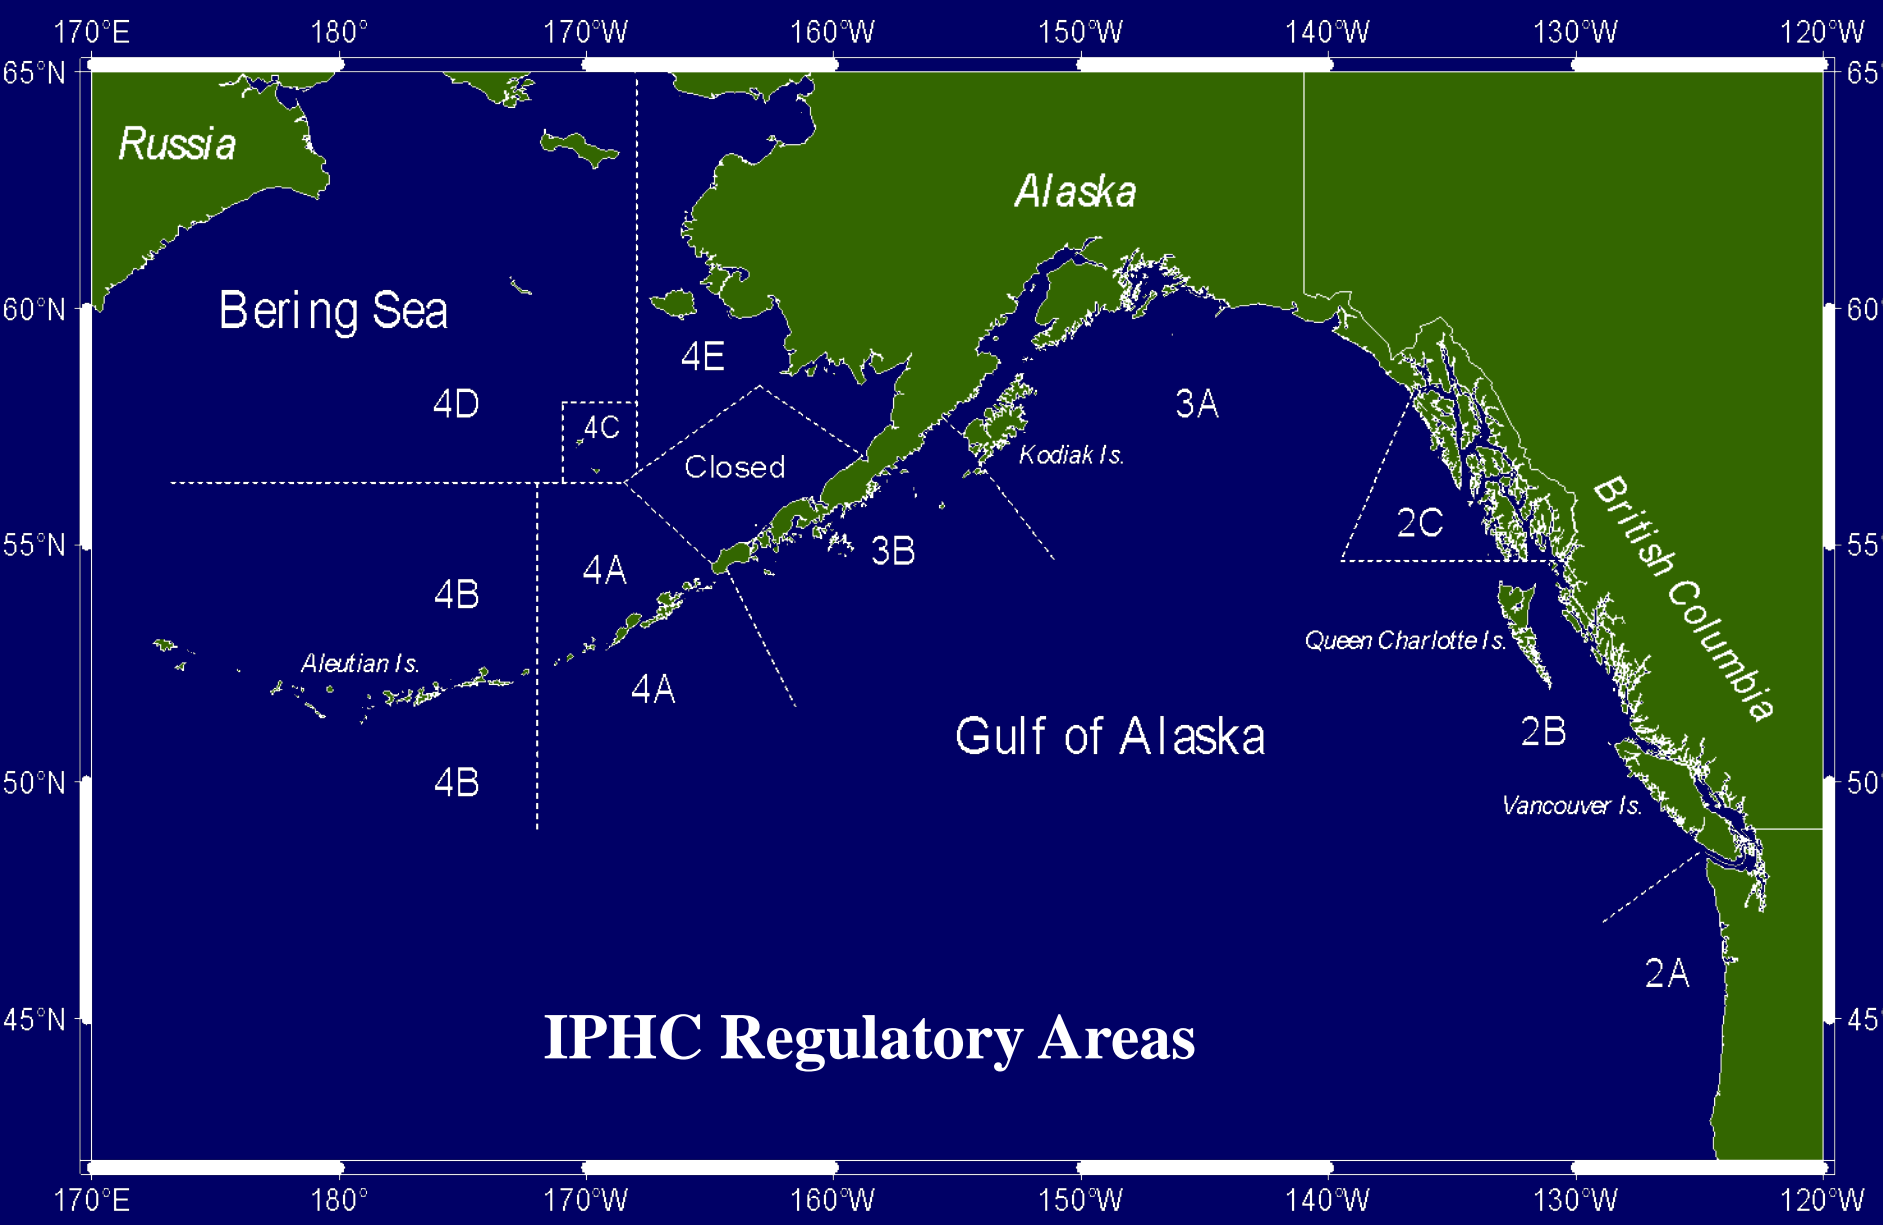 170°E 180° 170°W 160°W 150°W 140°W 130°W 120°W
65°N 65°
Russia
Alaska
60°N Bering Sea 60°
4E
4D 4C 3A
Closed Kodiak Is.
British Columbia
2C
55°N 3B 55°
4A
4B
Aleutian Is. Queen Charlotte Is.
4A
Gulf of Alaska 2B
50°N 4B 50°
Vancouver Is.
2A
45°N IPHC Regulatory Areas 45°
170°E 180° 170°W 160°W 150°W 140°W 130°W 120°W